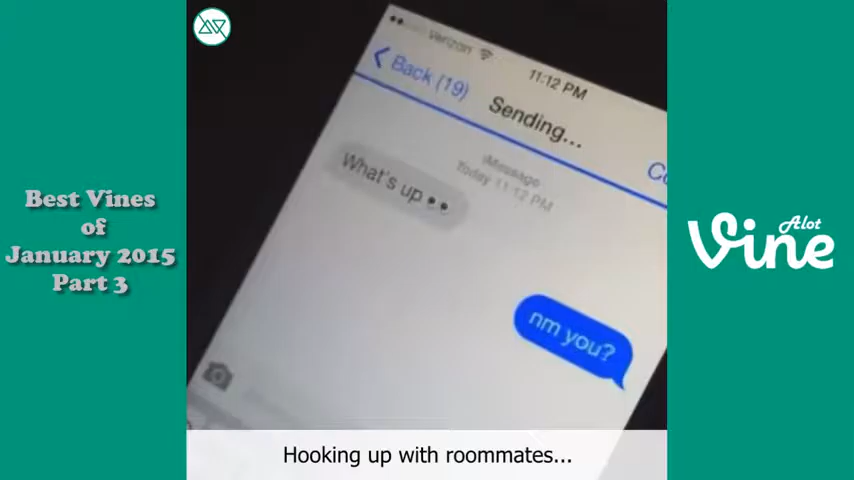 Best Vines
of
January 2015
Part 3
Verizon
11:12 PM
Back (19)
Sending...
iMessage
Today 11:12 PM
What's up
nm you?
Hooking up with roommates...
Alot
Vine